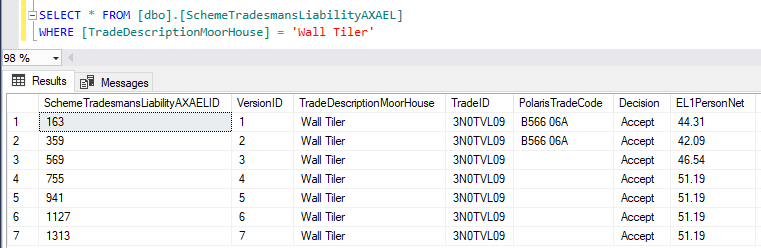 SELECT * FROM [dbo].[SchemeTradesmansLiabilityAXAEL]
WHERE [TradeDescriptionMoorHouse] = 'Wall Tiler'
98 %
Results Messages
SchemeTradesmansLiabilityAXAELID VersionID TradeDescriptionMoorHouse TradeID PolarisTradeCode Decision EL1PersonNet
1 163 1 Wall Tiler 3N0TVL09 B566 06A Accept 44.31
2 359 2 Wall Tiler 3N0TVL09 B566 06A Accept 42.09
3 569 3 Wall Tiler 3N0TVL09 Accept 46.54
4 755 4 Wall Tiler 3N0TVL09 Accept 51.19
5 941 5 Wall Tiler 3N0TVL09 Accept 51.19
6 1127 6 Wall Tiler 3N0TVL09 Accept 51.19
7 1313 7 Wall Tiler 3N0TVL09 Accept 51.19